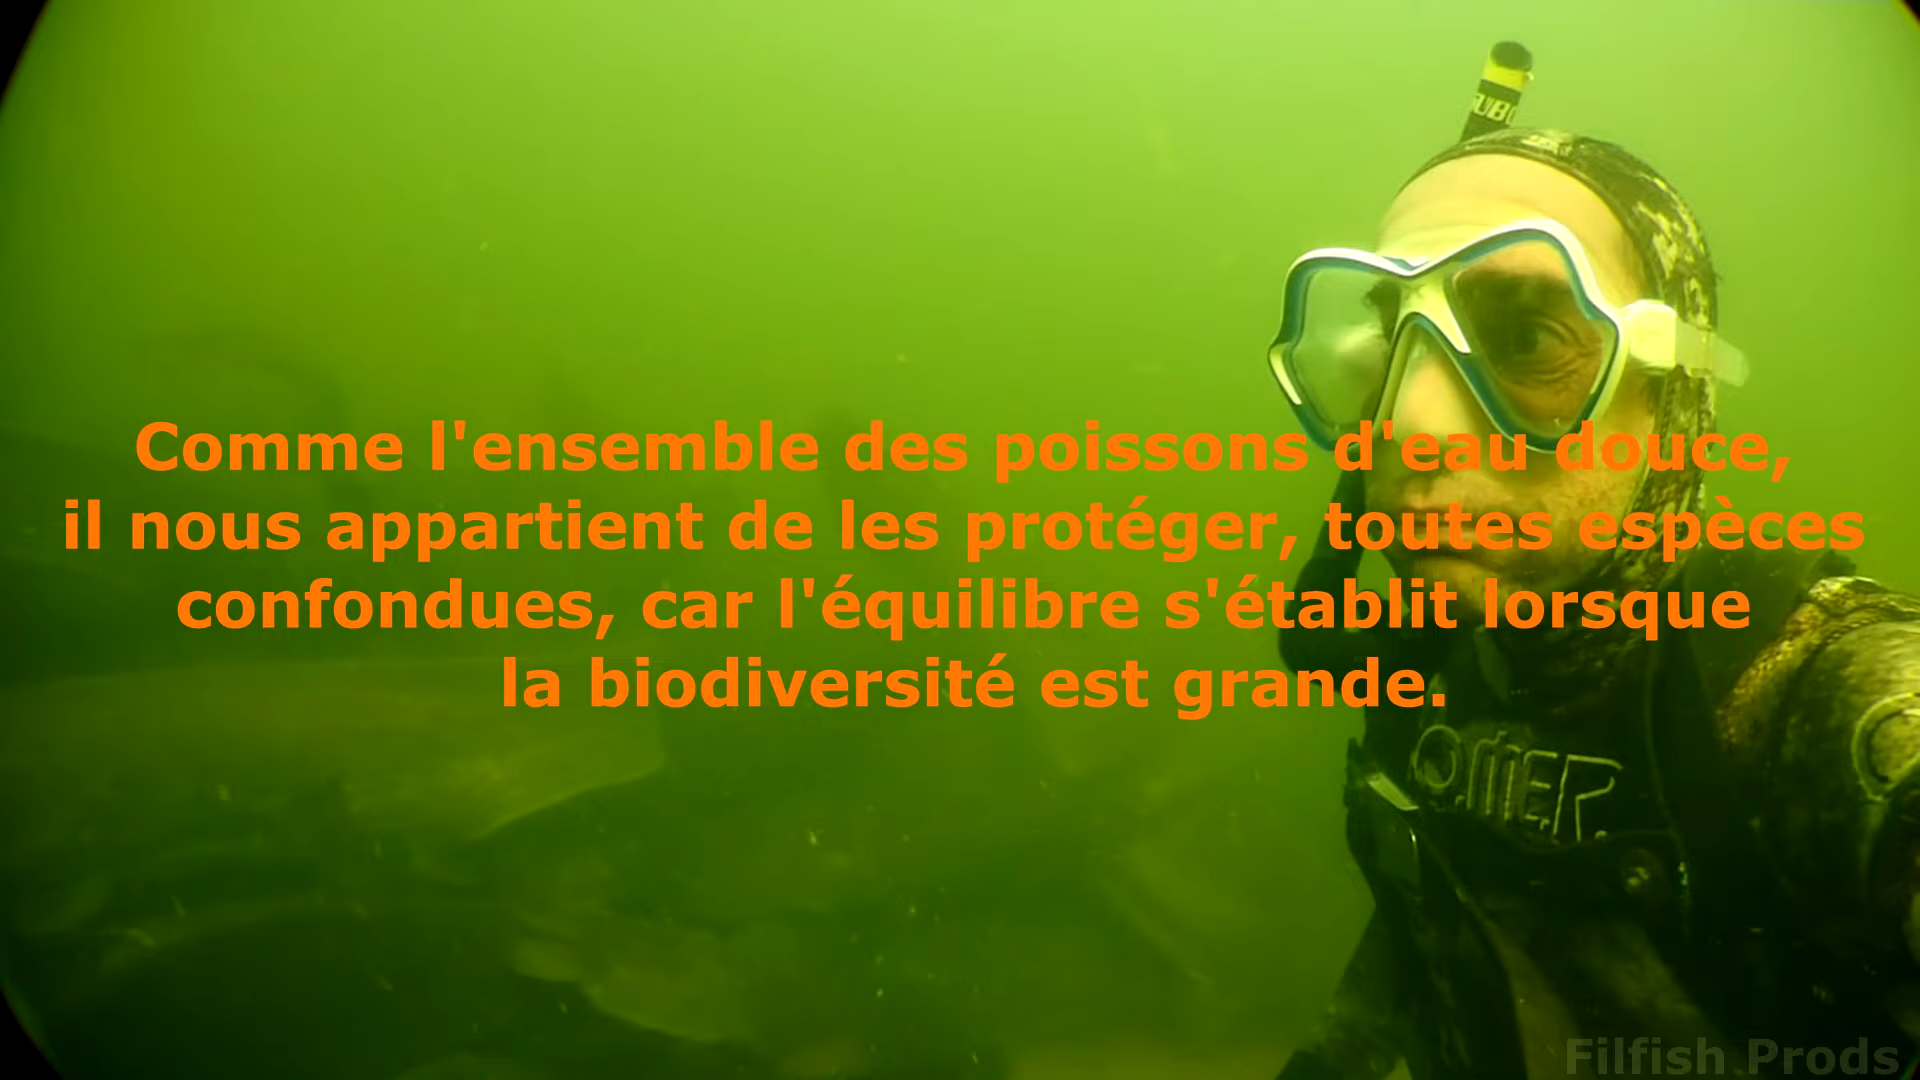 Comme l'ensemble des poissons d'eau douce,
il nous appartient de les protéger, toutes espèces
confondues, car l'équilibre s'établit lorsque
la biodiversité est grande.
OMER
Filfish Prods